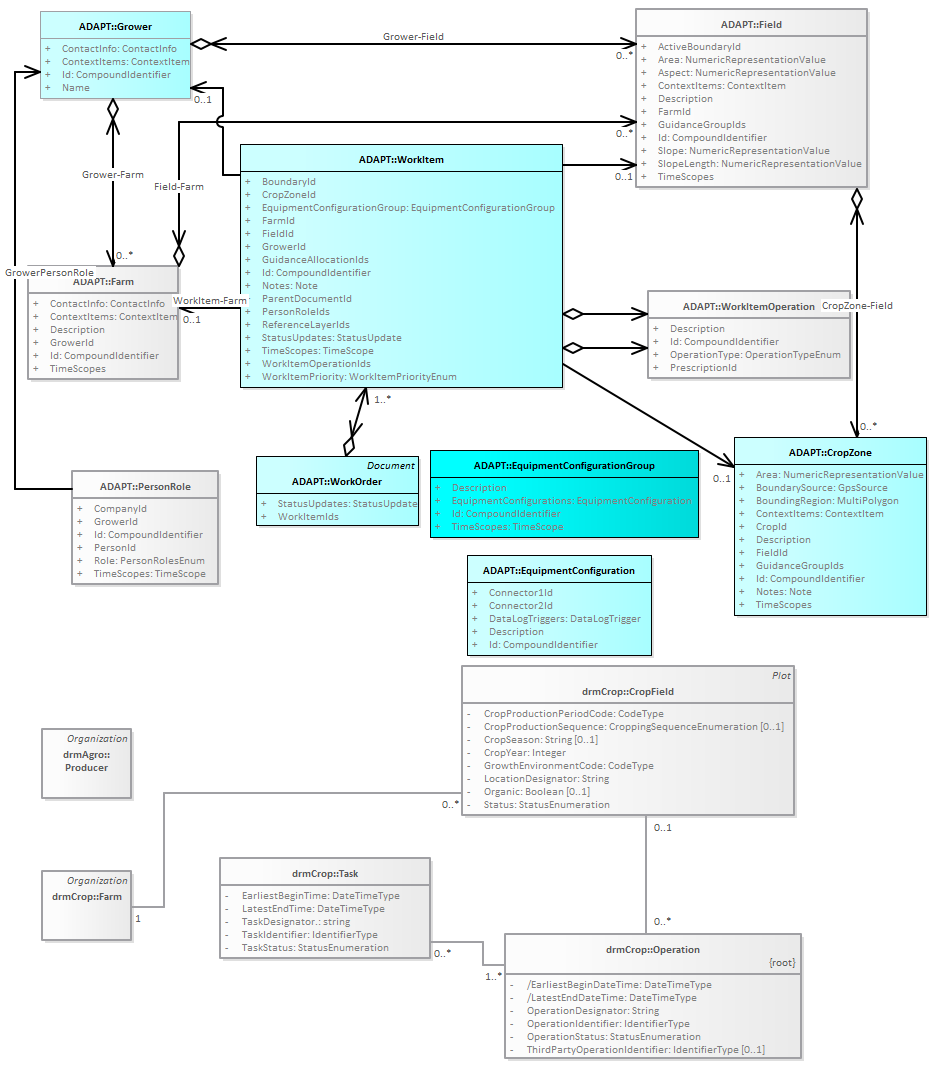 ADAPT::Grower
+ ContactInfo: ContactInfo
+ ContextItems: ContextItem
+ Id: CompoundIdentifier
+ Name
Grower-Field
0..*
ADAPT::Field
+ ActiveBoundaryId
+ Area: NumericRepresentationValue
+ Aspect: NumericRepresentationValue
+ ContextItems: ContextItem
+ Description
+ FarmId
+ GuidanceGroupIds
+ Id: CompoundIdentifier
+ Slope: NumericRepresentationValue
+ SlopeLength: NumericRepresentationValue
+ TimeScopes
0..1
0..*
0..1
Grower-Farm
Field-Farm
0..*
GrowerPersonRole
ADAPT::WorkItem
+ BoundaryId
+ CropZoneId
+ EquipmentConfigurationGroup: EquipmentConfigurationGroup
+ FarmId
+ FieldId
+ GrowerId
+ GuidanceAllocationIds
+ Id: CompoundIdentifier
+ Notes: Note
+ ParentDocumentId
+ PersonRoleIds
+ ReferenceLayerIds
+ StatusUpdates: StatusUpdate
+ TimeScopes: TimeScope
+ WorkItemOperationIds
+ WorkItemPriority: WorkItemPriorityEnum
ADAPT::Farm
+ ContactInfo: ContactInfo
+ ContextItems: ContextItem
+ Description
+ GrowerId
+ Id: CompoundIdentifier
+ TimeScopes
WorkItem-Farm
0..1
ADAPT::WorkItemOperation
+ Description
+ Id: CompoundIdentifier
+ OperationType: OperationTypeEnum
+ PrescriptionId
CropZone-Field
0..*
1..*
0..1
Document
ADAPT::WorkOrder
+ StatusUpdates: StatusUpdate
+ WorkItemIds
ADAPT::EquipmentConfigurationGroup
+ Description
+ EquipmentConfigurations: EquipmentConfiguration
+ Id: CompoundIdentifier
+ TimeScopes: TimeScope
ADAPT::CropZone
+ Area: NumericRepresentationValue
+ BoundarySource: GpsSource
+ BoundingRegion: MultiPolygon
+ ContextItems: ContextItem
+ CropId
+ Description
+ FieldId
+ GuidanceGroupIds
+ Id: CompoundIdentifier
+ Notes: Note
+ TimeScopes
ADAPT::PersonRole
+ CompanyId
+ GrowerId
+ Id: CompoundIdentifier
+ PersonId
+ Role: PersonRolesEnum
+ TimeScopes: TimeScope
ADAPT::EquipmentConfiguration
+ Connector1Id
+ Connector2Id
+ DataLogTriggers: DataLogTrigger
+ Description
+ Id: CompoundIdentifier
Plot
drmCrop::CropField
- CropProductionPeriodCode: CodeType
- CropProductionSequence: CroppingSequenceEnumeration [0..1]
- CropSeason: String [0..1]
- CropYear: Integer
- GrowthEnvironmentCode: CodeType
- LocationDesignator: String
- Organic: Boolean [0..1]
- Status: StatusEnumeration
Organization
drmAgro::
Producer
0..*
0..1
Organization
drmCrop::Farm
1
drmCrop::Task
- EarliestBeginTime: DateTimeType
- LatestEndTime: DateTimeType
- TaskDesignator.: string
- TaskIdentifier: IdentifierType
- TaskStatus: StatusEnumeration
0..*
0..*
1..*
drmCrop::Operation
{root}
- /EarliestBeginDateTime: DateTimeType
- /LatestEndDateTime: DateTimeType
- OperationDesignator: String
- OperationIdentifier: IdentifierType
- OperationStatus: StatusEnumeration
- ThirdPartyOperationIdentifier: IdentifierType [0..1]